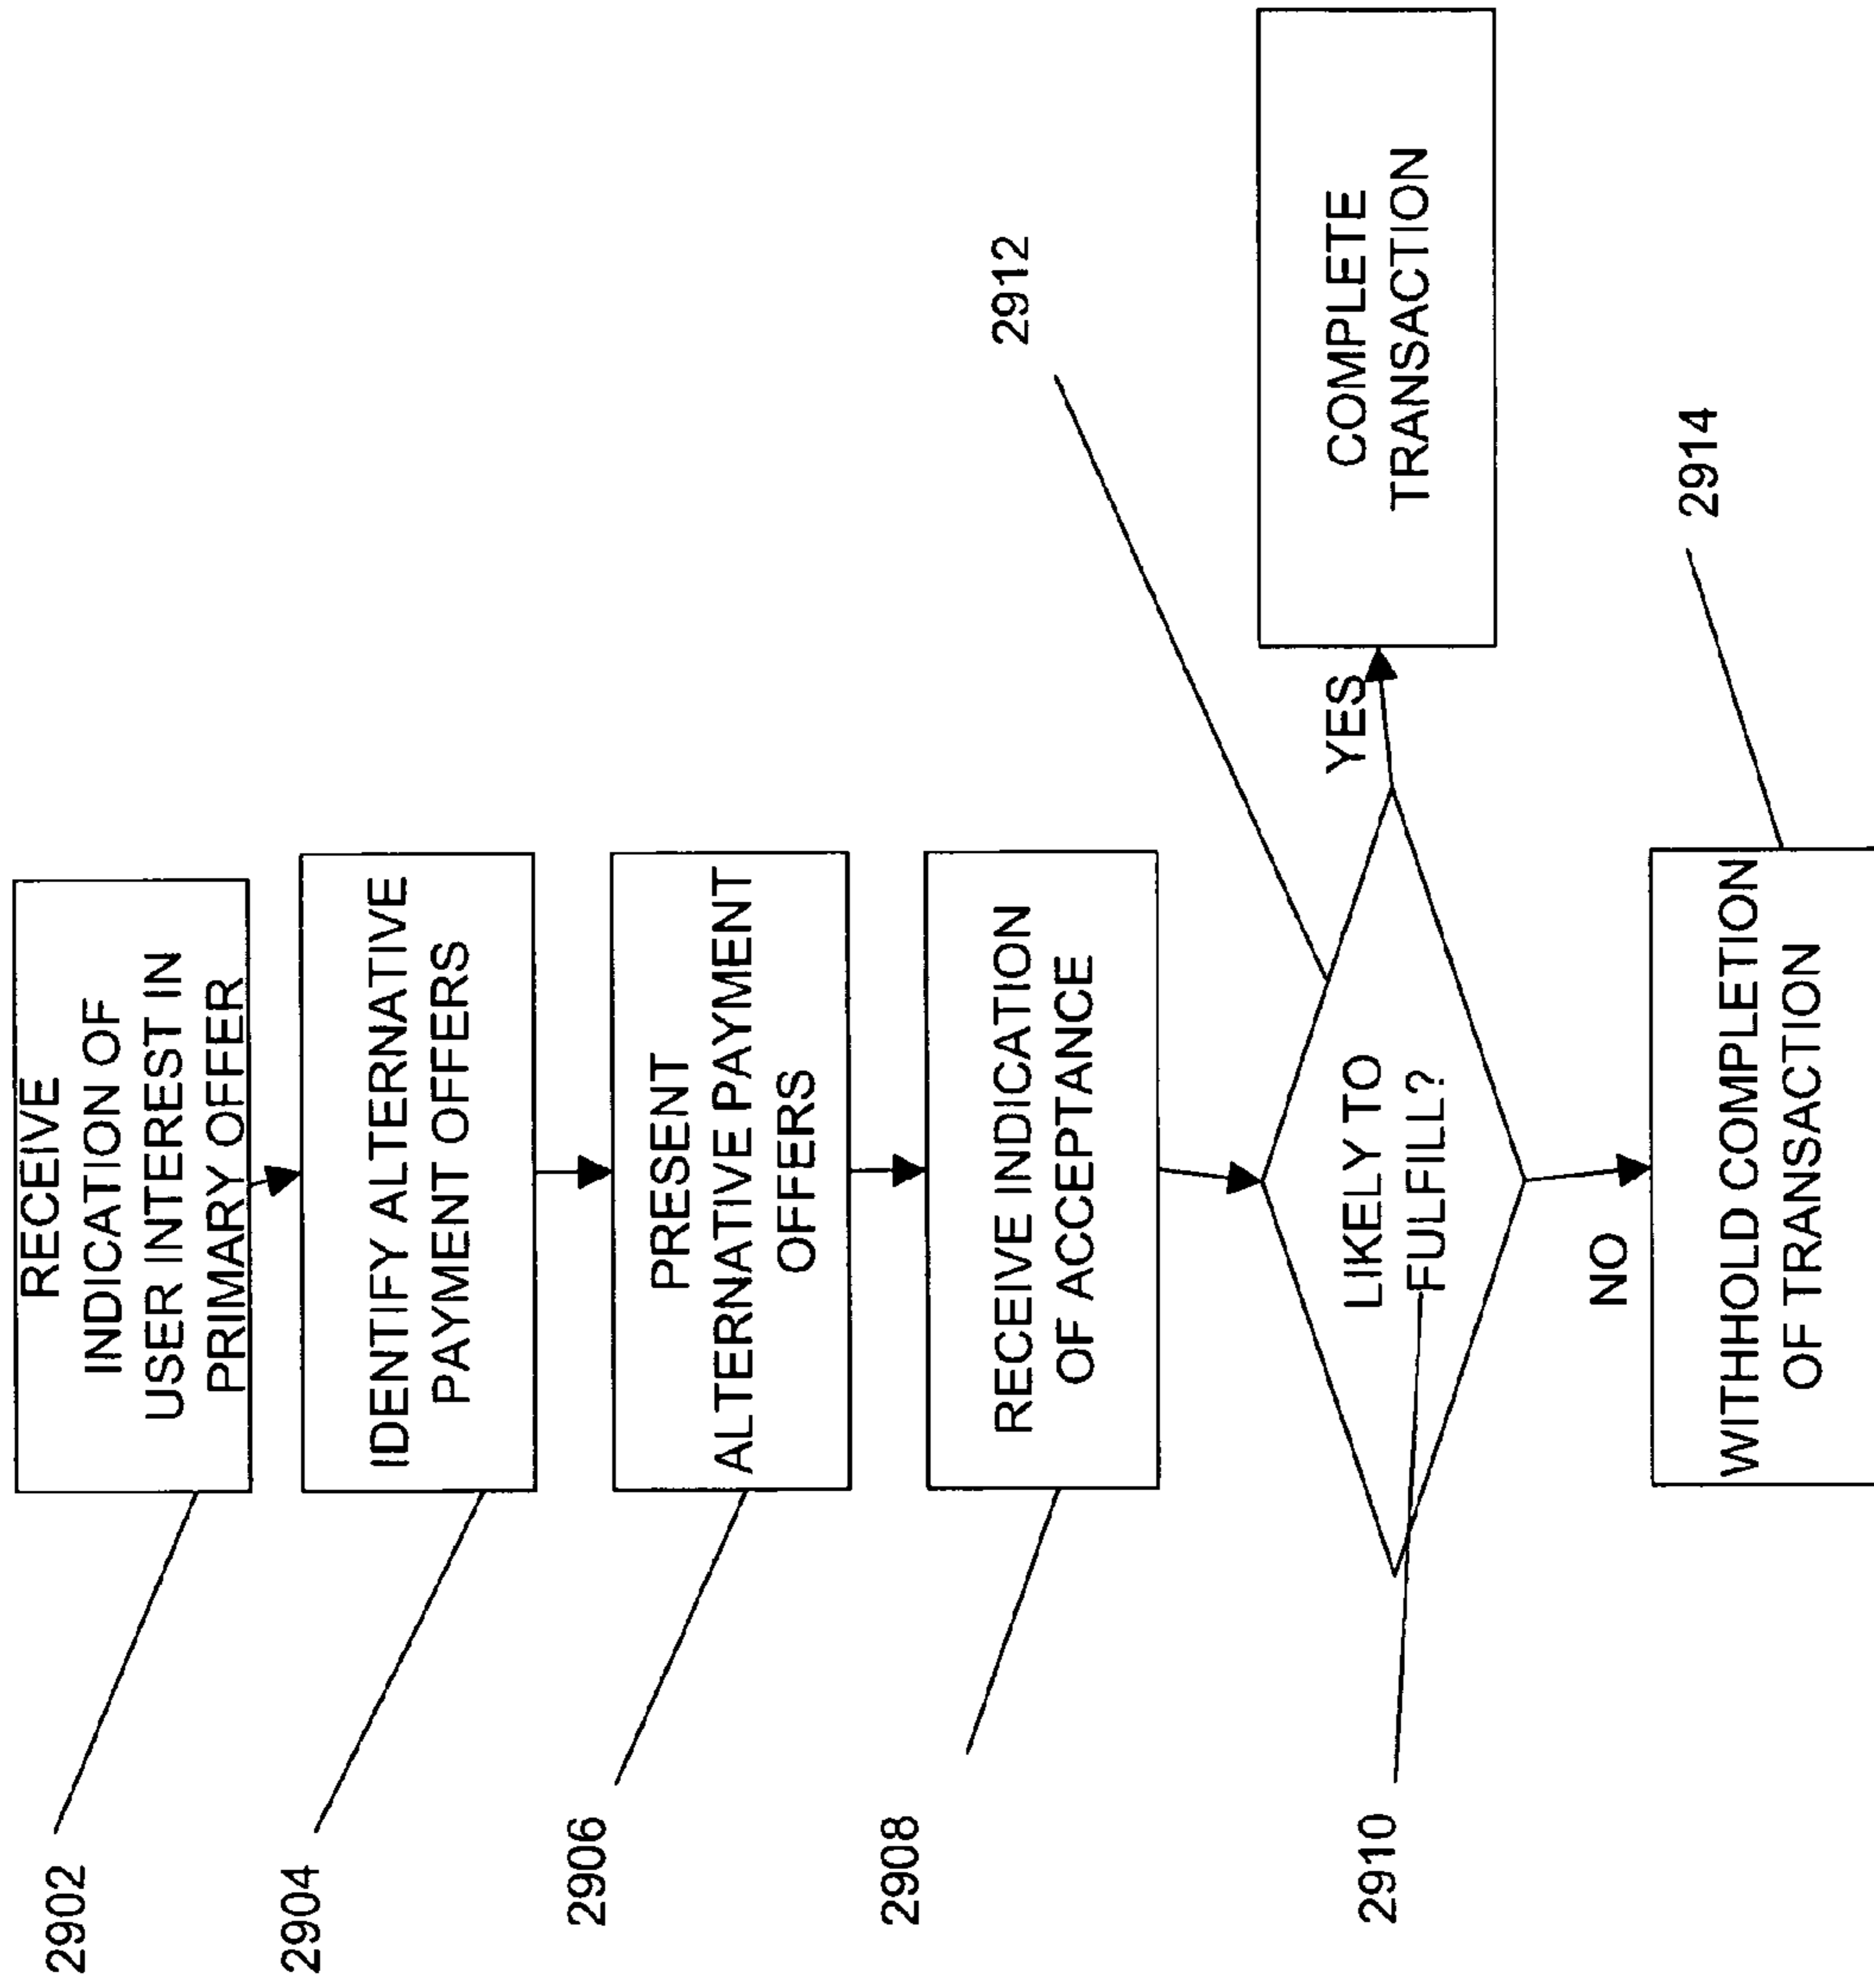 2902
RECEIVE
INDICATION OF
USER INTEREST IN
PRIMARY OFFER
2904
IDENTIFY ALTERNATIVE
PAYMENT OFFERS
2906
PRESENT
ALTERNATIVE PAYMENT
OFFERS
2908
RECEIVE INDICATION
OF ACCEPTANCE
2910
LIKELY TO
FULFILL?
2912
YES
COMPLETE
TRANSACTION
NO
WITHHOLD COMPLETION
OF TRANSACTION
2914